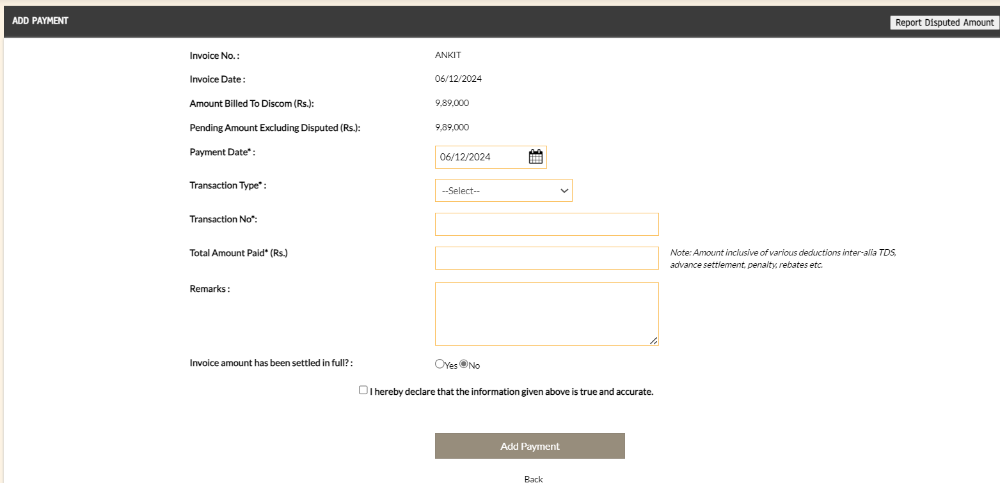 ADD PAYMENT
Report Disputed Amount
Invoice No. : ANKIT
Invoice Date : 06/12/2024
Amount Billed To Discom (Rs.): 9,89,000
Pending Amount Excluding Disputed (Rs.): 9,89,000
Payment Date* : 06/12/2024
Transaction Type* : --Select--
Transaction No*:
Total Amount Paid* (Rs.)
Note: Amount inclusive of various deductions inter-alia TDS,
advance settlement, penalty, rebates etc.
Remarks :
Invoice amount has been settled in full? : Yes No
I hereby declare that the information given above is true and accurate.
Add Payment
Back